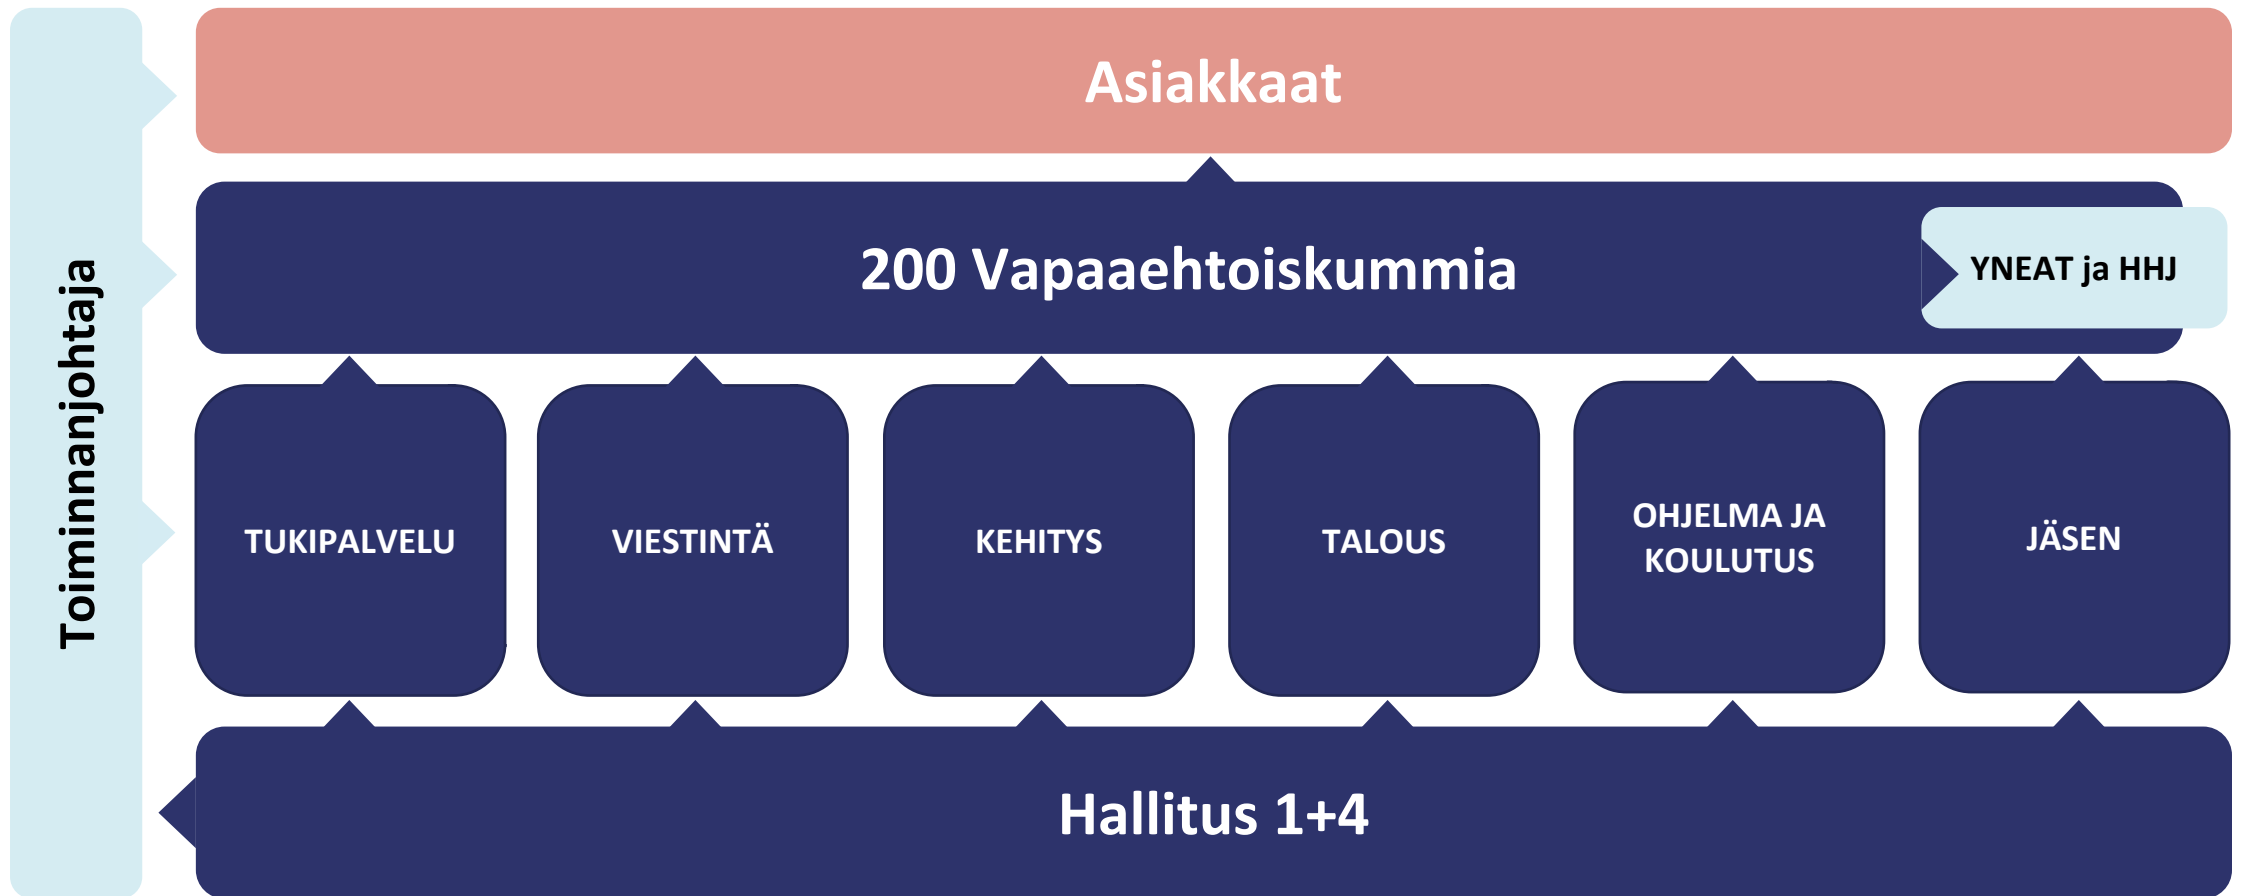 Toiminnanjohtaja
Asiakkaat
200 Vapaaehtoiskummia
YNEAT ja HHJ
TUKIPALVELU
VIESTINTÄ
KEHITYS
TALOUS
OHJELMA JA
KOULUTUS
JÄSEN
Hallitus 1+4